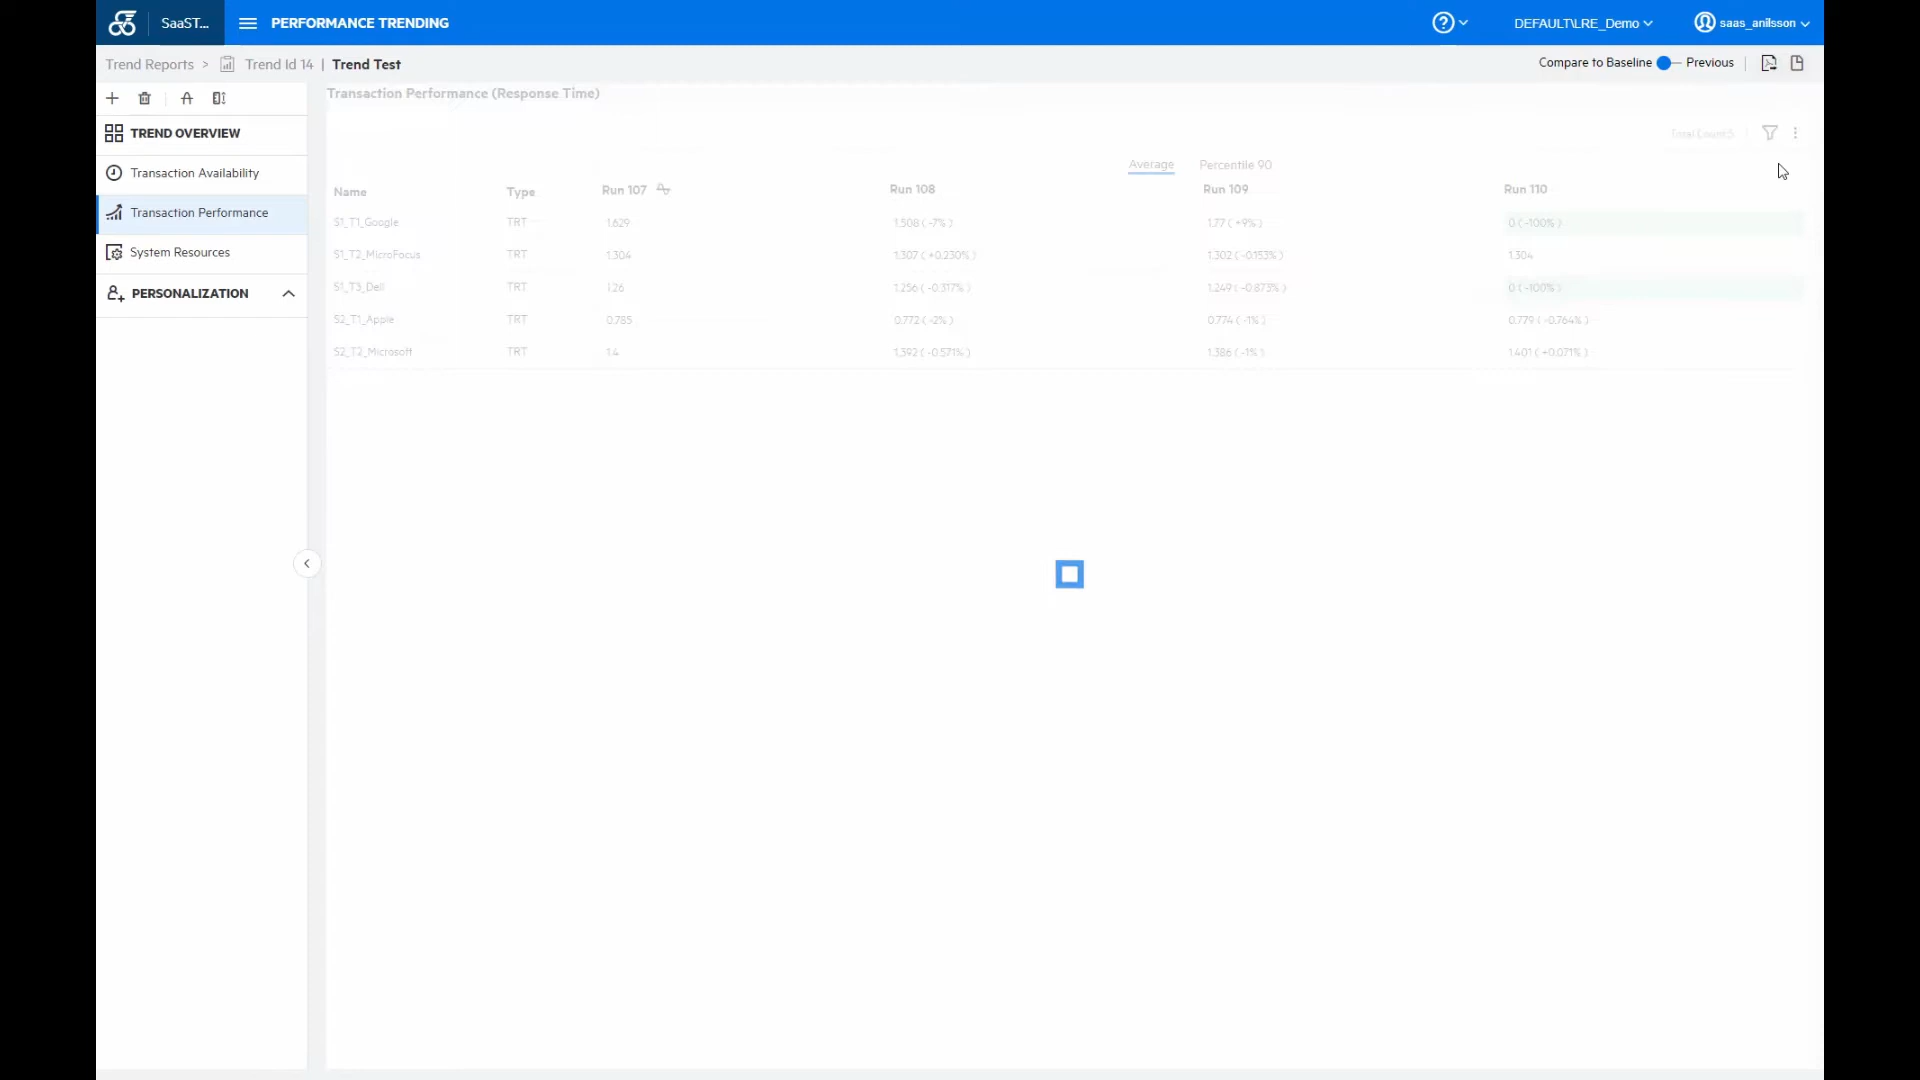 SaaST... PERFORMANCE TRENDING DEFAULT\LRE_Demo saas_anilsson
Trend Reports > Trend Id 14 | Trend Test Compare to Baseline Previous
Transaction Performance (Response Time)
TREND OVERVIEW
Total Count:5
Transaction Availability
Average Percentile 90
Name Type Run 107 Run 108 Run 109 Run 110
Transaction Performance
S1_T1_Google TRT 1.629 1.508 ( -7% ) 1.77 ( +9% ) 0 ( -100% )
System Resources
S1_T2_MicroFocus TRT 1.304 1.307 ( +0.230% ) 1.302 ( -0.153% ) 1.304
S1_T3_Dell TRT 1.26 1.256 ( -0.317% ) 1.249 ( -0.873% ) 0 ( -100% )
PERSONALIZATION
S2_T1_Apple TRT 0.785 0.772 ( -2% ) 0.774 ( -1% ) 0.779 ( -0.764% )
S2_T2_Microsoft TRT 1.4 1.392 ( -0.571% ) 1.386 ( -1% ) 1.401 ( +0.071% )